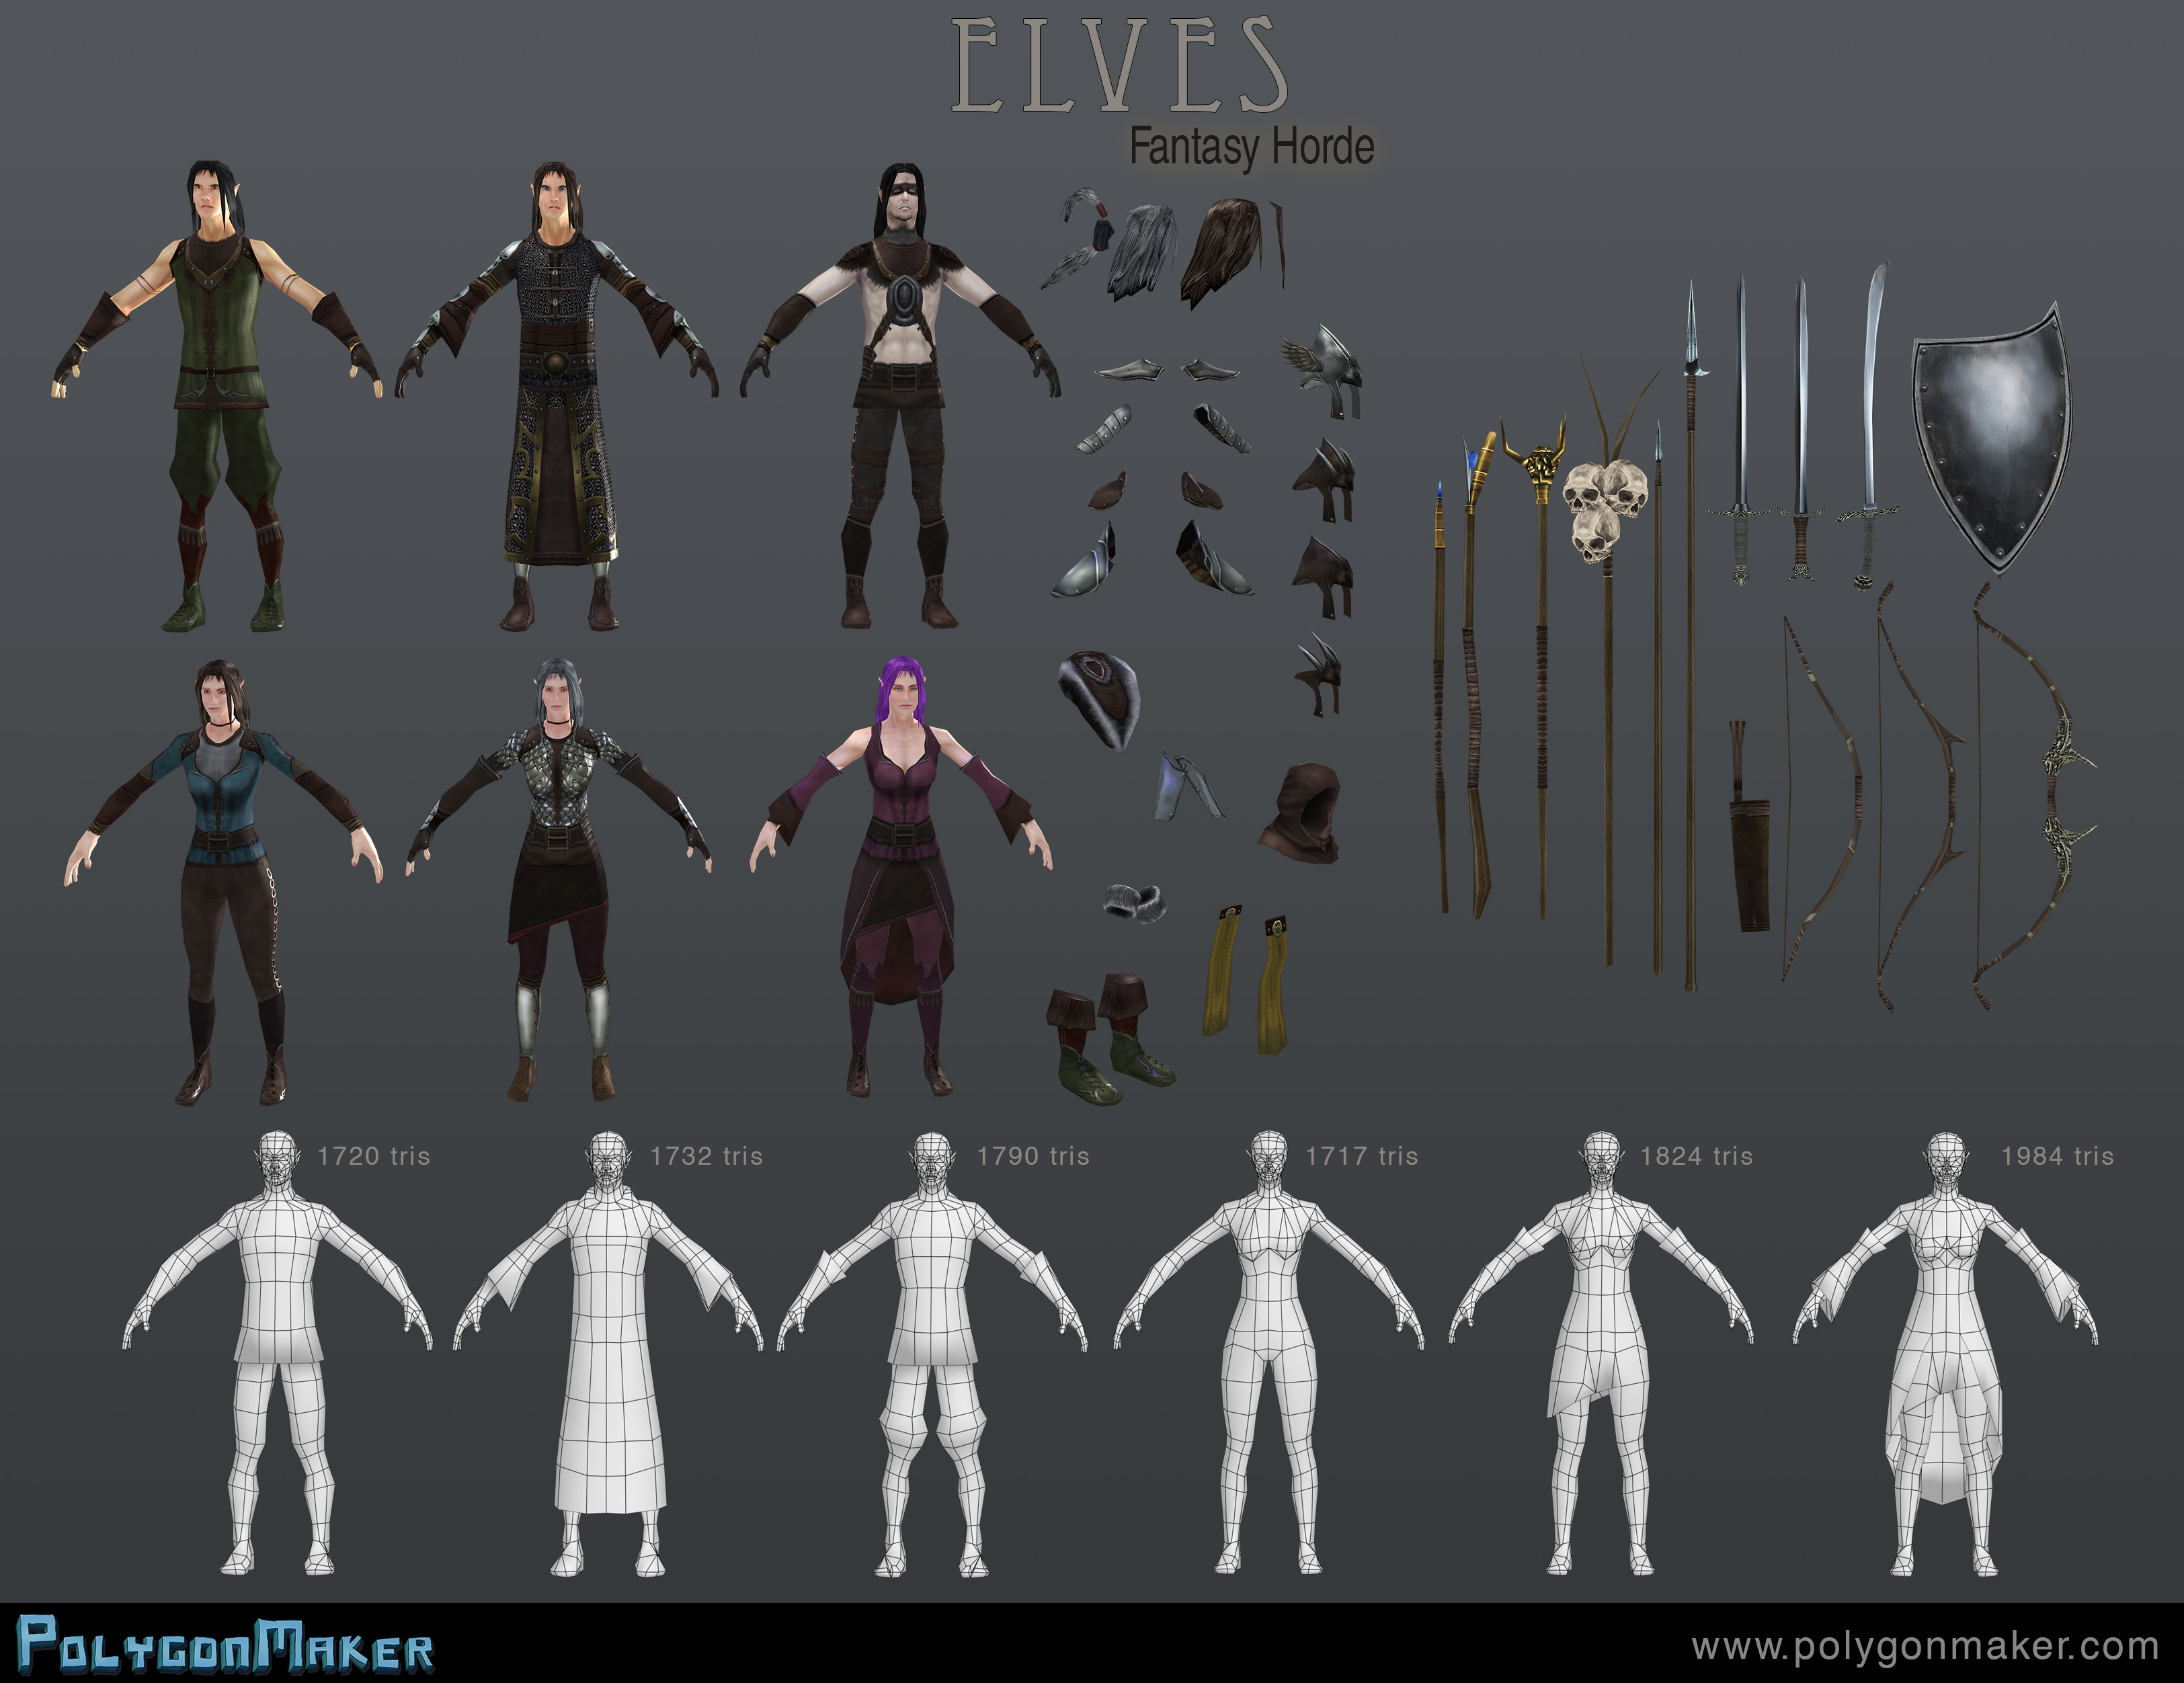 ELVES
Fantasy Horde
1720 tris
1732 tris
1790 tris
1717 tris
1824 tris
1984 tris
PolygonMaker
www.polygonmaker.com